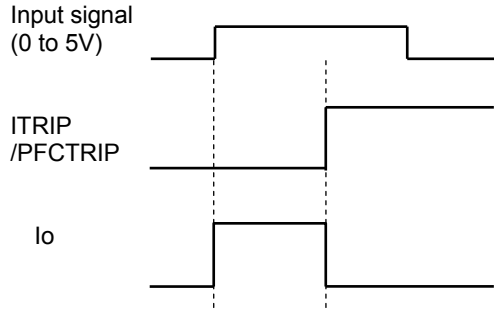 Input signal
(0 to 5V)
ITRIP
/PFCTRIP
Io